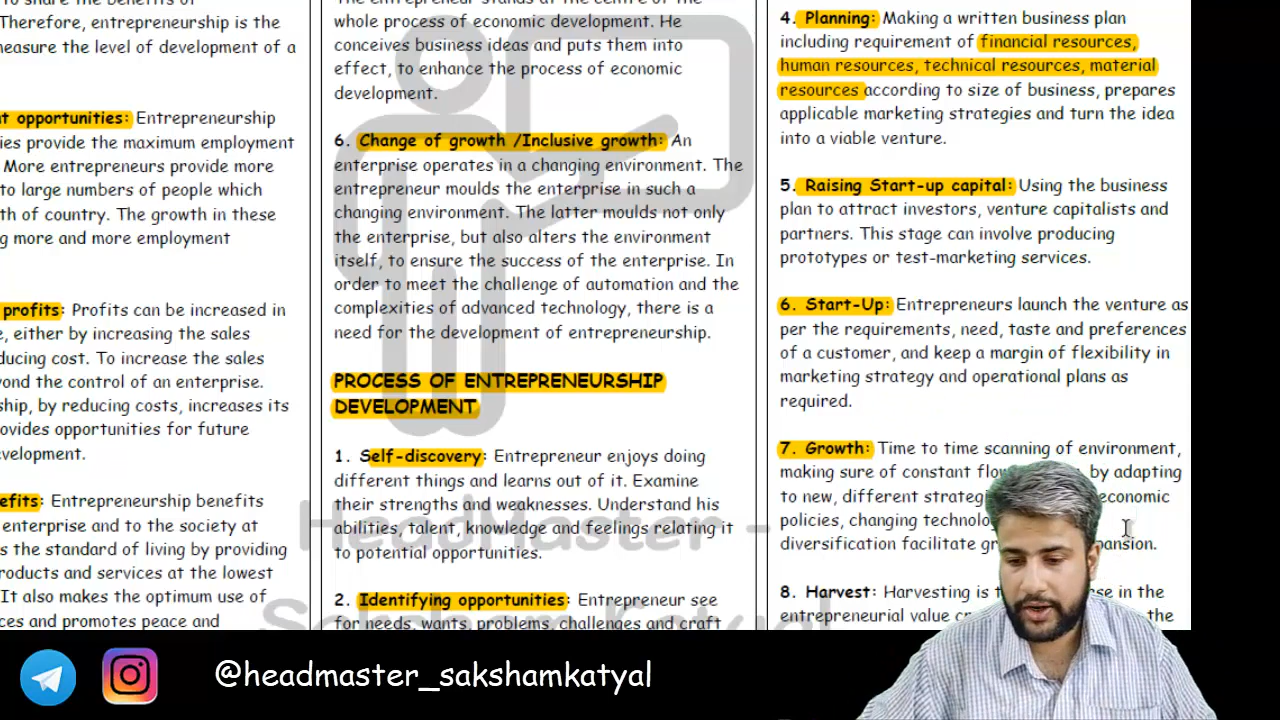 to share the benefits of
Therefore, entrepreneurship is the
measure the level of development of a
nt opportunities: Entrepreneurship
ies provide the maximum employment
More entrepreneurs provide more
to large numbers of people which
th of country. The growth in these
g more and more employment
profits: Profits can be increased in
e, either by increasing the sales
ducing cost. To increase the sales
yond the control of an enterprise.
ship, by reducing costs, increases its
rovides opportunities for future
evelopment.
efits: Entrepreneurship benefits
enterprise and to the society at
s the standard of living by providing
roducts and services at the lowest
It also makes the optimum use of
ces and promotes peace and
The entrepreneur stands at the centre of the
whole process of economic development. He
conceives business ideas and puts them into
effect, to enhance the process of economic
development.
6. Change of growth /Inclusive growth: An
enterprise operates in a changing environment. The
entrepreneur moulds the enterprise in such a
changing environment. The latter moulds not only
the enterprise, but also alters the environment
itself, to ensure the success of the enterprise. In
order to meet the challenge of automation and the
complexities of advanced technology, there is a
need for the development of entrepreneurship.
PROCESS OF ENTREPRENEURSHIP
DEVELOPMENT
1. Self-discovery: Entrepreneur enjoys doing
different things and learns out of it. Examine
their strengths and weaknesses. Understand his
abilities, talent, knowledge and feelings relating it
to potential opportunities.
2. Identifying opportunities: Entrepreneur see
for needs, wants, problems, challenges and craft
4. Planning: Making a written business plan
including requirement of financial resources,
human resources, technical resources, material
resources according to size of business, prepares
applicable marketing strategies and turn the idea
into a viable venture.
5. Raising Start-up capital: Using the business
plan to attract investors, venture capitalists and
partners. This stage can involve producing
prototypes or test-marketing services.
6. Start-Up: Entrepreneurs launch the venture as
per the requirements, need, taste and preferences
of a customer, and keep a margin of flexibility in
marketing strategy and operational plans as
required.
7. Growth: Time to time scanning of environment,
making sure of constant flow by adapting
to new, different economic
policies, changing
diversification facilitate
8. Harvest: Harvesting is in the
entrepreneurial value the
HeadMaster -
Saksham Katyal
@headmaster_sakshamkatyal